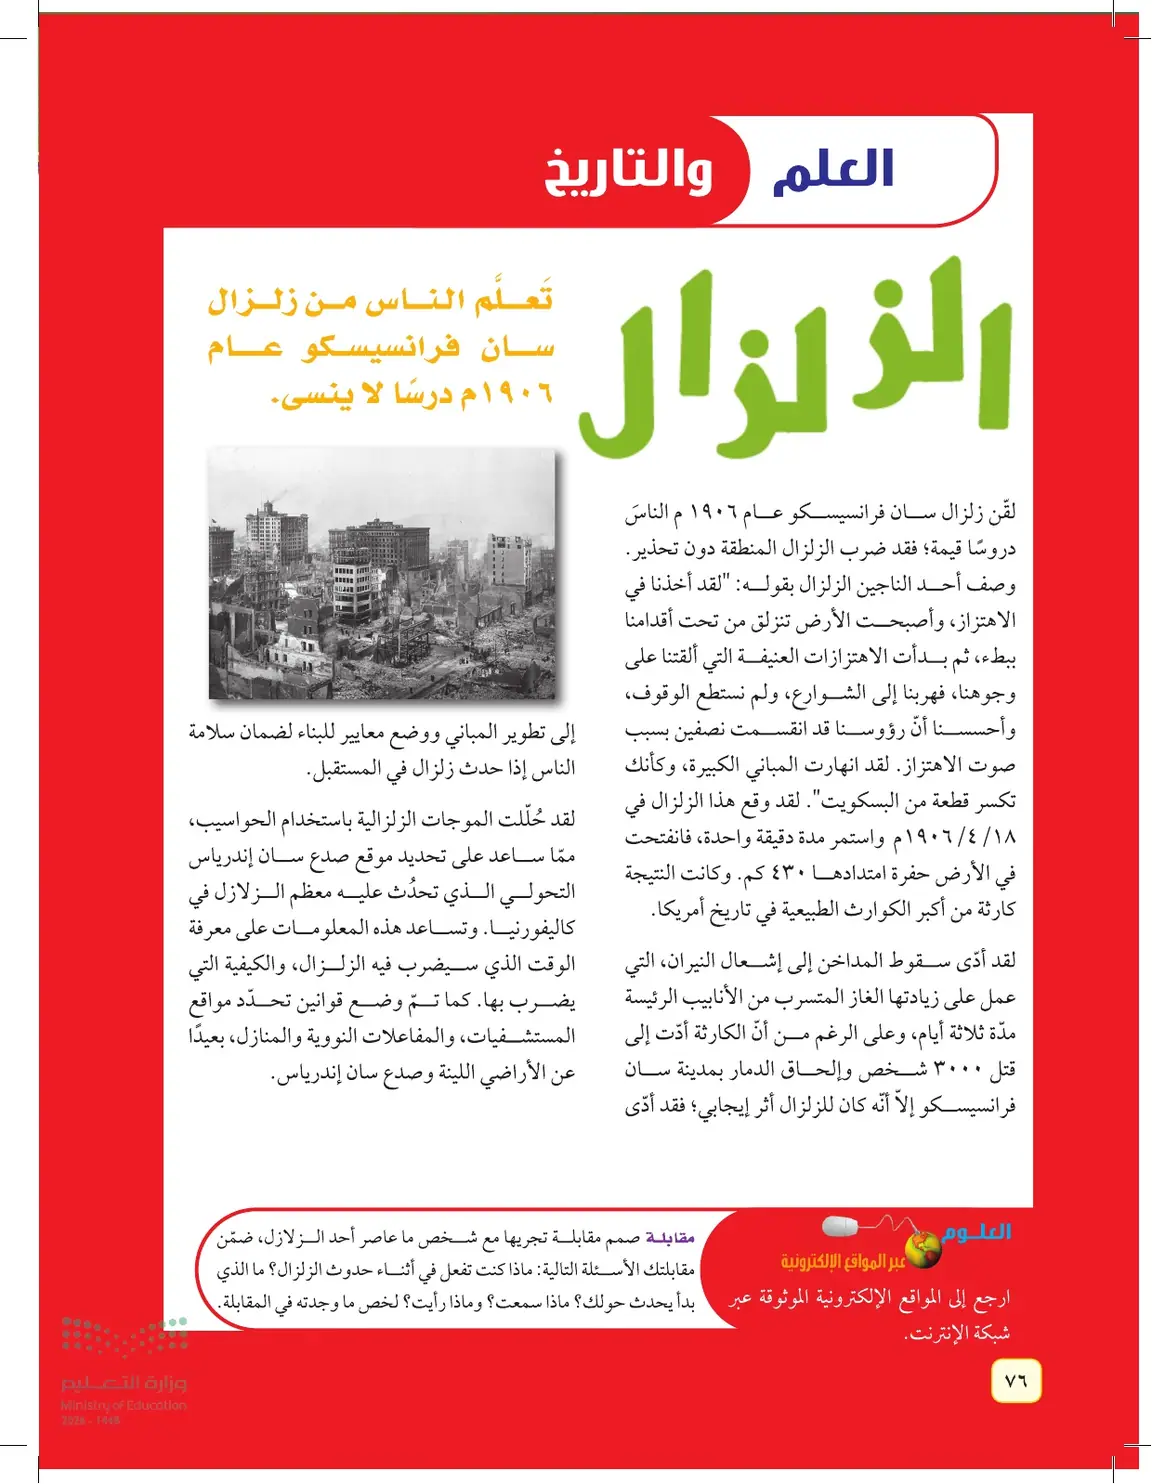 العلم والتاريخ
الزلزال
تَعلَّم الناس من زلزال
سان فرانسيسكو عام
١٩٠٦م درسًا لا ينسى.
لقّن زلزال سان فرانسيسكو عام ١٩٠٦ م الناسَ
دروسًا قيمة؛ فقد ضرب الزلزال المنطقة دون تحذير.
وصف أحد الناجين الزلزال بقوله: "لقد أخذنا في
الاهتزاز، وأصبحت الأرض تنزلق من تحت أقدامنا
ببطء، ثم بدأت الاهتزازات العنيفة التي ألقتنا على
وجوهنا، فهربنا إلى الشوارع، ولم نستطع الوقوف،
وأحسسنا أنّ رؤوسنا قد انقسمت نصفين بسبب
صوت الاهتزاز. لقد انهارت المباني الكبيرة، وكأنك
تكسر قطعة من البسكويت". لقد وقع هذا الزلزال في
١٨/ ٤/ ١٩٠٦م واستمر مدة دقيقة واحدة، فانفتحت
في الأرض حفرة امتدادها ٤٣٠ كم. وكانت النتيجة
كارثة من أكبر الكوارث الطبيعية في تاريخ أمريكا.
لقد أدّى سقوط المداخن إلى إشعال النيران، التي
عمل على زيادتها الغاز المتسرب من الأنابيب الرئيسة
مدّة ثلاثة أيام، وعلى الرغم من أنّ الكارثة أدّت إلى
قتل ٣٠٠٠ شخص وإلحاق الدمار بمدينة سان
فرانسيسكو إلاّ أنّه كان للزلزال أثر إيجابي؛ فقد أدّى
إلى تطوير المباني ووضع معايير للبناء لضمان سلامة
الناس إذا حدث زلزال في المستقبل.
لقد حُلّلت الموجات الزلزالية باستخدام الحواسيب،
ممّا ساعد على تحديد موقع صدع سان إندرياس
التحولي الذي تحدُث عليه معظم الزلازل في
كاليفورنيا. وتساعد هذه المعلومات على معرفة
الوقت الذي سيضرب فيه الزلزال، والكيفية التي
يضرب بها. كما تمّ وضع قوانين تحدّد مواقع
المستشفيات، والمفاعلات النووية والمنازل، بعيدًا
عن الأراضي اللينة وصدع سان إندرياس.
العلوم
عبر المواقع الإلكترونية
ارجع إلى المواقع الإلكترونية الموثوقة عبر
شبكة الإنترنت.
مقابلة صمم مقابلة تجريها مع شخص ما عاصر أحد الزلازل، ضمّن
مقابلتك الأسئلة التالية: ماذا كنت تفعل في أثناء حدوث الزلزال؟ ما الذي
بدأ يحدث حولك؟ ماذا سمعت؟ وماذا رأيت؟ لخص ما وجدته في المقابلة.
٧٦
وزارة التعليم
Ministry of Education
2026 - 1448